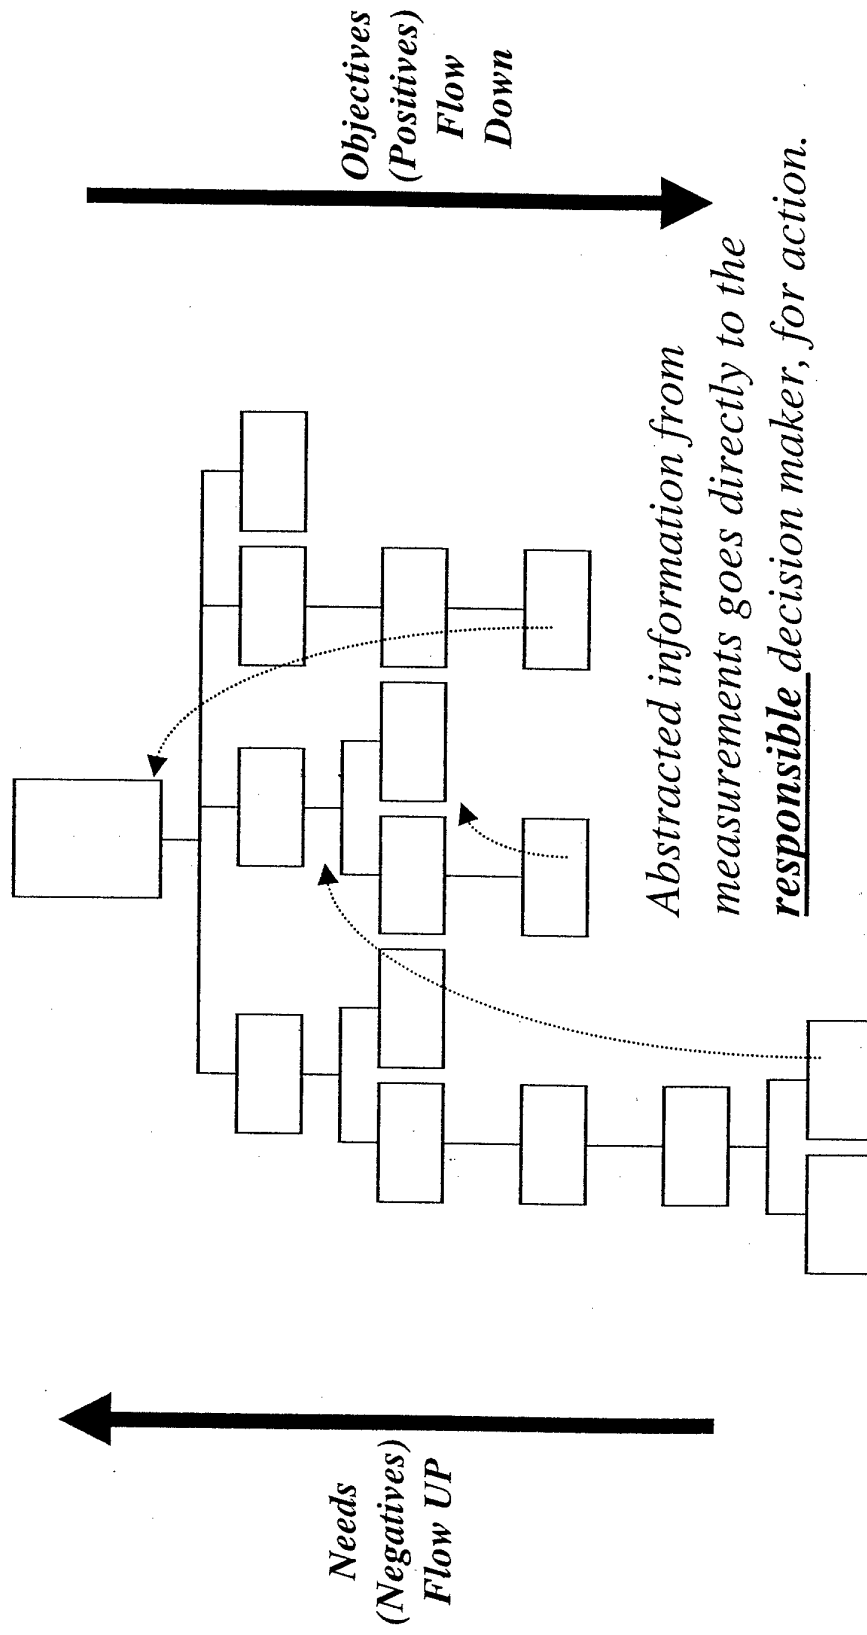 Needs
(Negatives)
Flow UP
Objectives
(Positives)
Flow
Down
Abstracted information from
measurements goes directly to the
responsible decision maker, for action.